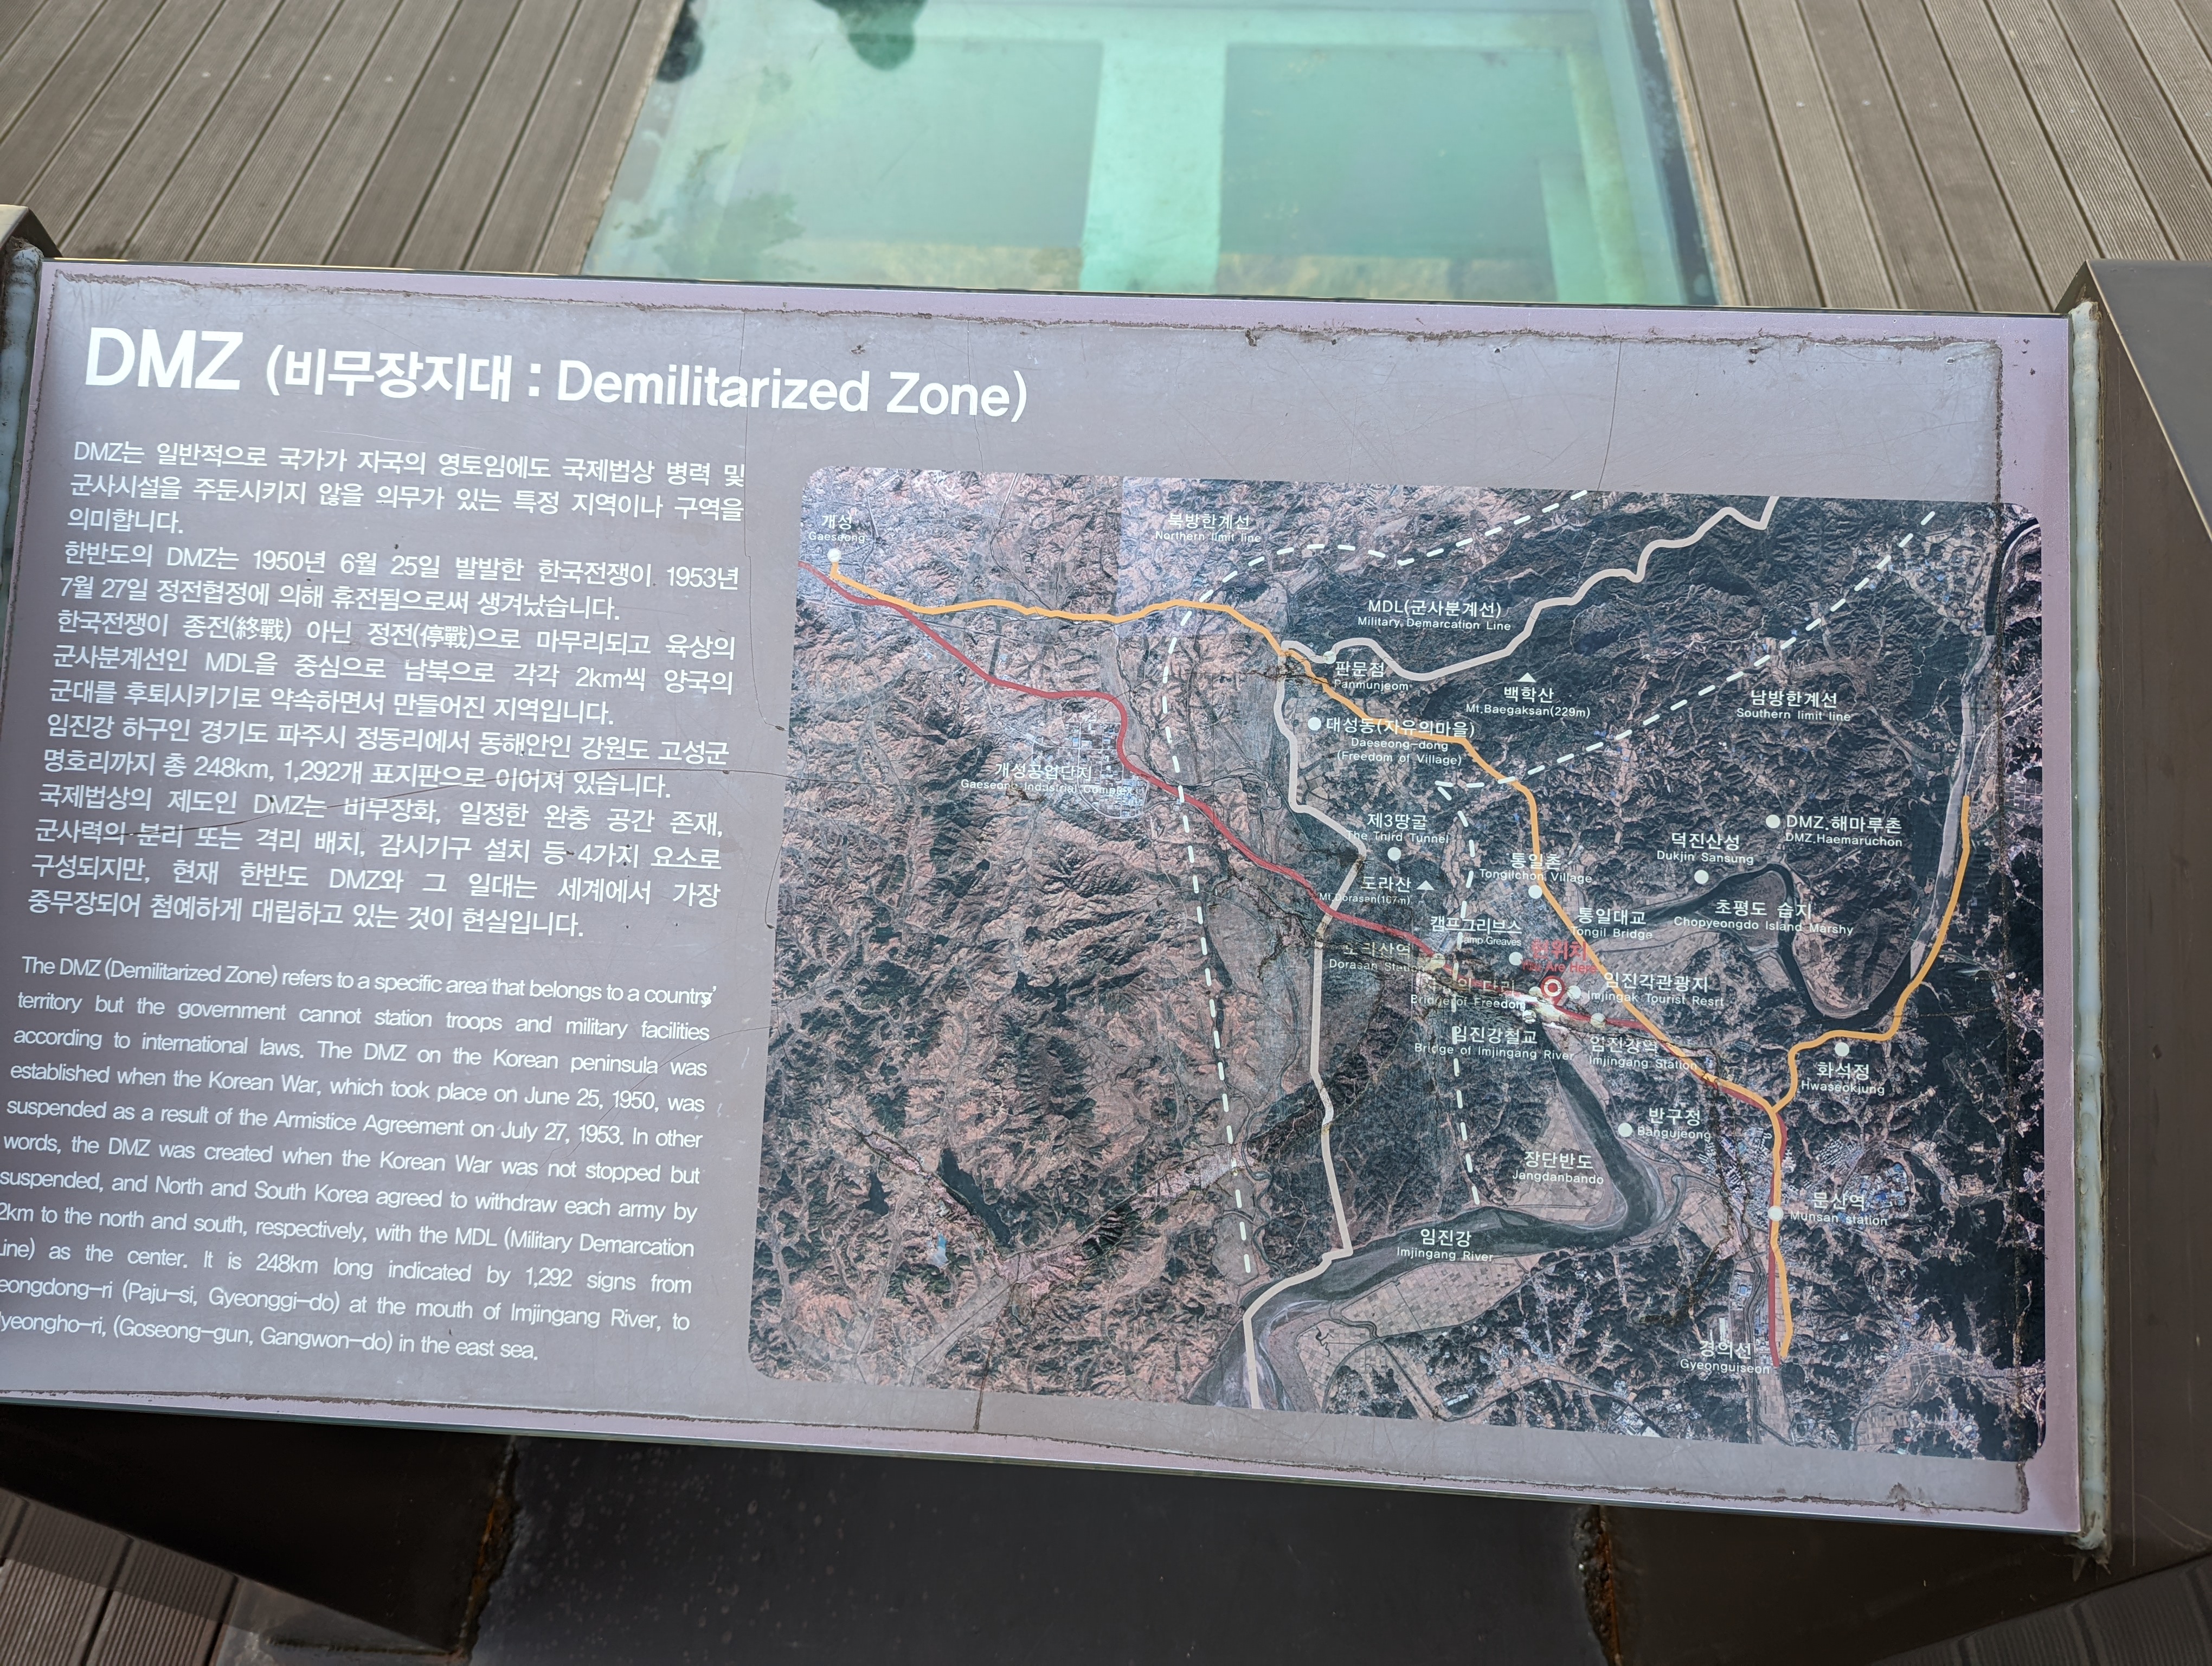 DMZ (비무장지대 : Demilitarized Zone)
DMZ는 일반적으로 국가가 자국의 영토임에도 국제법상 병력 및
군사시설을 주둔시키지 않을 의무가 있는 특정 지역이나 구역을
의미합니다.
한반도의 DMZ는 1950년 6월 25일 발발한 한국전쟁이 1953년
7월 27일 정전협정에 의해 휴전됨으로써 생겨났습니다.
한국전쟁이 종전(終戰) 아닌 정전(停戰)으로 마무리되고 육상의
군사분계선인 MDL을 중심으로 남북으로 각각 2km씩 양국의
군대를 후퇴시키기로 약속하면서 만들어진 지역입니다.
임진강 하구인 경기도 파주시 정동리에서 동해안인 강원도 고성군
명호리까지 총 248km, 1,292개 표지판으로 이어져 있습니다.
국제법상의 제도인 DMZ는 비무장화, 일정한 완충 공간 존재,
군사력의 분리 또는 격리 배치, 감시기구 설치 등 4가지 요소로
구성되지만, 현재 한반도 DMZ와 그 일대는 세계에서 가장
중무장되어 첨예하게 대립하고 있는 것이 현실입니다.
The DMZ (Demilitarized Zone) refers to a specific area that belongs to a country'
territory but the government cannot station troops and military facilities
according to international laws. The DMZ on the Korean peninsula was
established when the Korean War, which took place on June 25, 1950, was
suspended as a result of the Armistice Agreement on July 27, 1953. In other
words, the DMZ was created when the Korean War was not stopped but
suspended, and North and South Korea agreed to withdraw each army by
2km to the north and south, respectively, with the MDL (Military Demarcation
ine) as the center. It is 248km long indicated by 1,292 signs from
eongdong-ri (Paju-si, Gyeonggi-do) at the mouth of Imjingang River, to
yeongho-ri, (Goseong-gun, Gangwon-do) in the east sea.
개성
Gaeseong
북방한계선
Northern limit line
MDL(군사분계선)
Military Demarcation Line
판문점
Panmunjeom
백학산
Mt.Baegaksan(229m)
남방한계선
Southern limit line
대성동(자유의마을)
Daeseong-dong
(Freedom of Village)
개성공업단지
Gaeseong Industrial Complex
제3땅굴
The Third Tunnel
DMZ.해마루촌
DMZ.Haemaruchon
덕진산성
Dukjin Sansung
통일촌
Tongilchon Village
도라산
Mt.Dorasan(167m)
초평도 습지
Chopyeongdo Island Marshy
통일대교
Tongil Bridge
캠프그리브스
Camp Greaves
현위치
You Are Here
도라산역
Dorasan Station
임진각관광지
Imjingak Tourist Resrt
Bridge of Freedom
임진강철교
Bridge of Imjingang River
임진강역
Imjingang Station
화석정
Hwaseokjung
반구정
Bangujeong
장단반도
Jangdanbando
문산역
Munsan station
임진강
Imjingang River
경의선
Gyeonguiseon